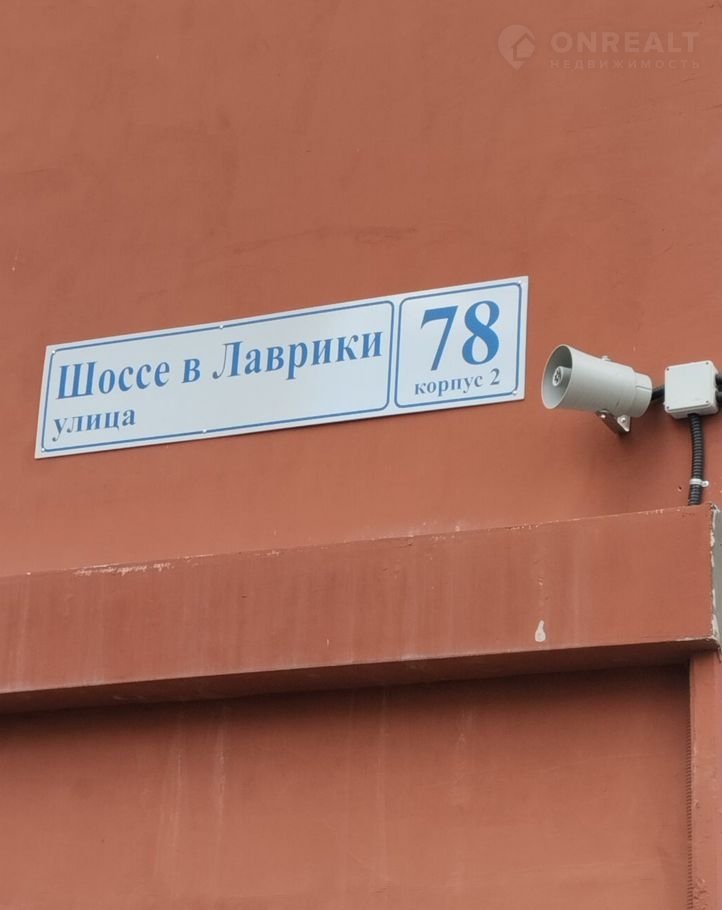 ONREALT
НЕДВИЖИМОСТЬ
Шоссе в Лаврики
улица
78
корпус 2